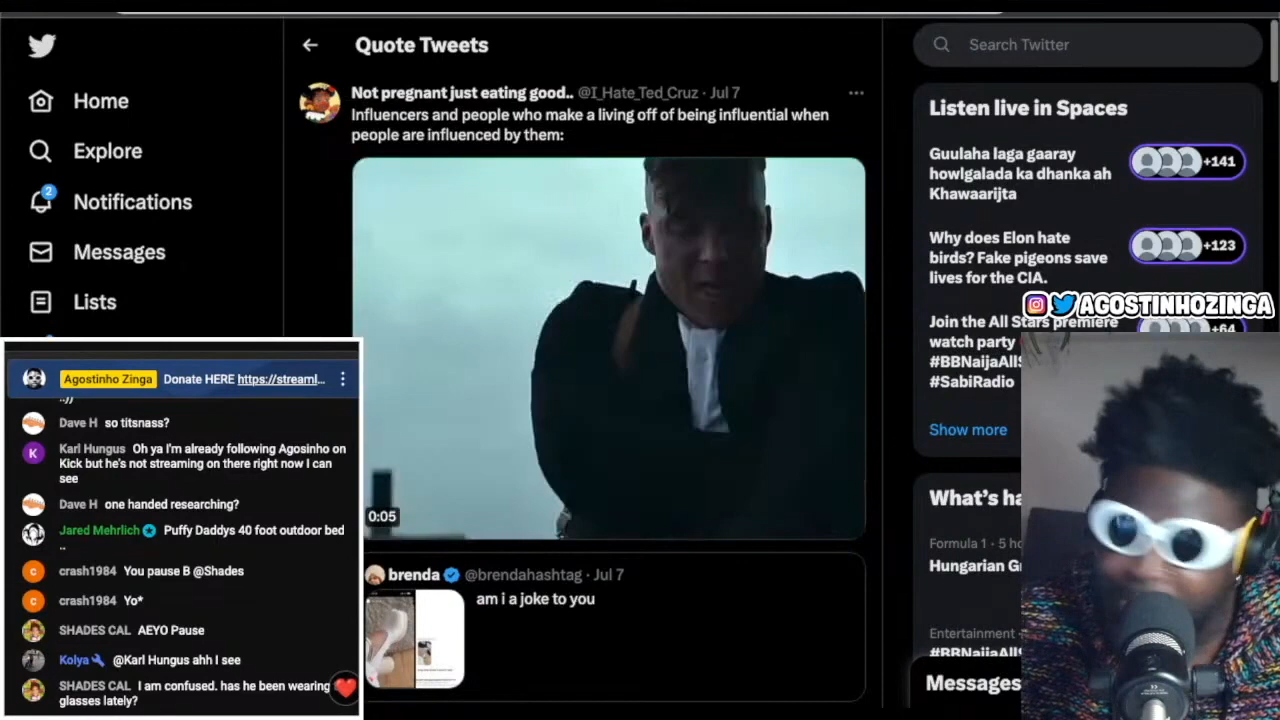 Home
Explore
2
Notifications
Messages
Lists
Quote Tweets
Not pregnant just eating good.. @I_Hate_Ted_Cruz · Jul 7
Influencers and people who make a living off of being influential when
people are influenced by them:
0:05
brenda @brendahashtag · Jul 7
am i a joke to you
Search Twitter
Listen live in Spaces
Guulaha laga gaaray
howlgalada ka dhanka ah
Khawaarijta
+141
Why does Elon hate
birds? Fake pigeons save
lives for the CIA.
+123
AGOSTINHOZINGA
Join the All Stars premiere
watch party
#BBNaijaAllS
#SabiRadio
+64
Show more
What's ha
Formula 1 · 5 ho
Hungarian Gr
Entertainment ·
#BBNaijaAllS
Messages
Agostinho Zinga Donate HERE https://streaml...
..))
Dave H so titsnass?
Karl Hungus Oh ya I'm already following Agosinho on
Kick but he's not streaming on there right now I can
see
Dave H one handed researching?
Jared Mehrlich Puffy Daddys 40 foot outdoor bed
..
crash1984 You pause B @Shades
crash1984 Yo*
SHADES CAL AEYO Pause
Kolya @Karl Hungus ahh I see
SHADES CAL I am confused. has he been wearing
glasses lately?